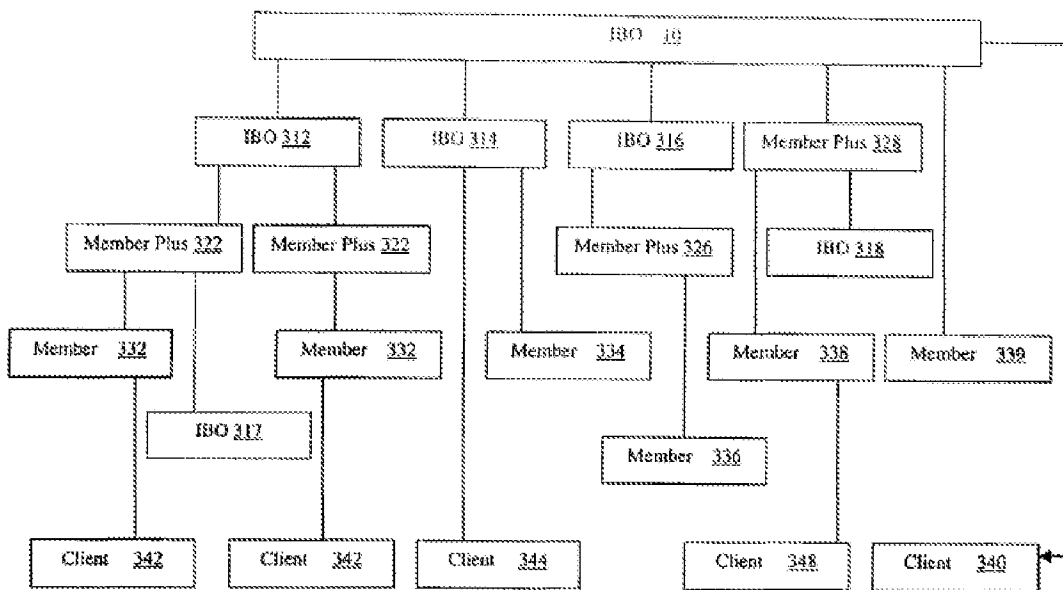 IBO 10
IBO 312
IBO 314
IBO 316
Member Plus 328
Member Plus 322
Member Plus 322
Member Plus 326
IBO 318
Member 332
Member 332
Member 334
Member 338
Member 339
IBO 317
Member 336
Client 342
Client 342
Client 344
Client 348
Client 340